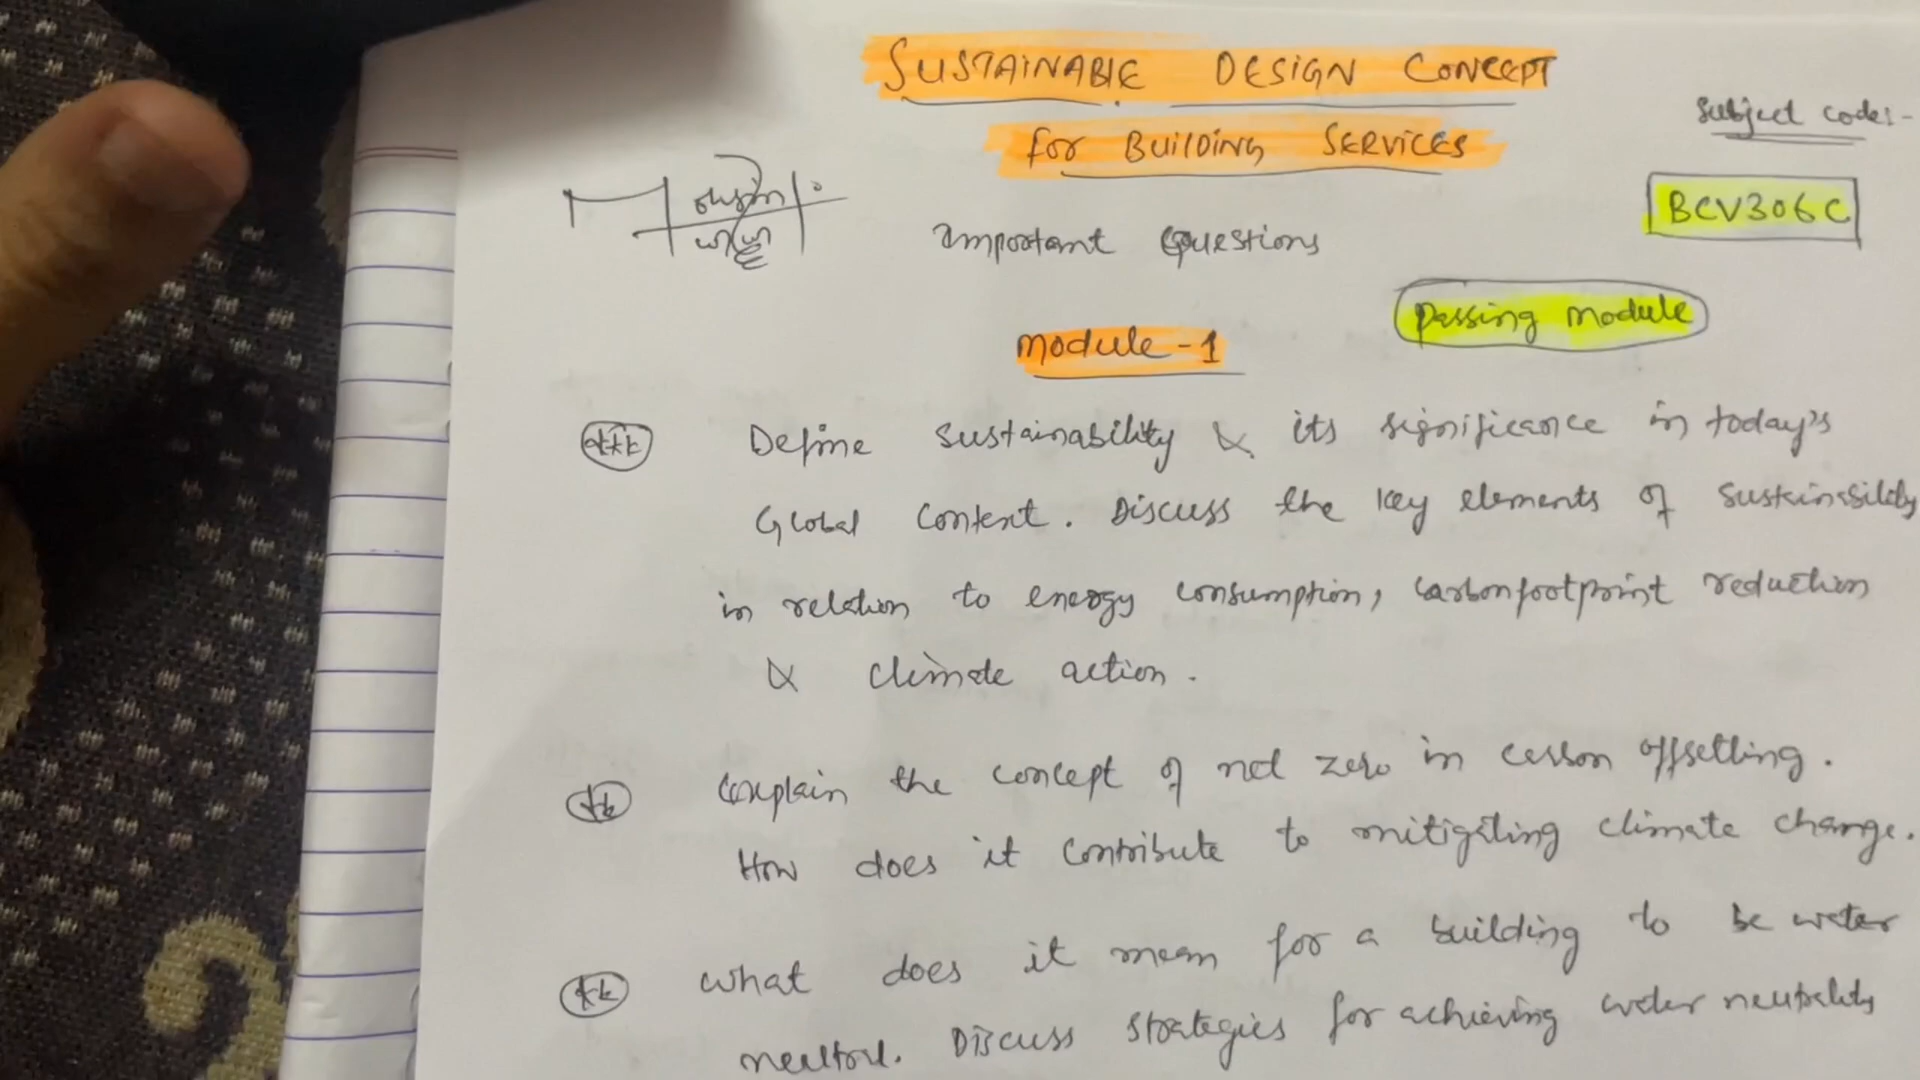 SUSTAINABLE DESIGN CONCEPT
for BUILDING SERVICES
Subject code:-
BCV306C
Important Questions
Passing module
module-1
*** Define sustainability & its significance in today's
Global Context. Discuss the key elements of sustainability
in relation to energy consumption, carbonfootprint reduction
& climate action.
** Explain the concept of net zero in carbon offsetting.
How does it contribute to mitigating climate change.
** what does it mean for a building to be water
neutral. Discuss strategies for achieving water neutrality